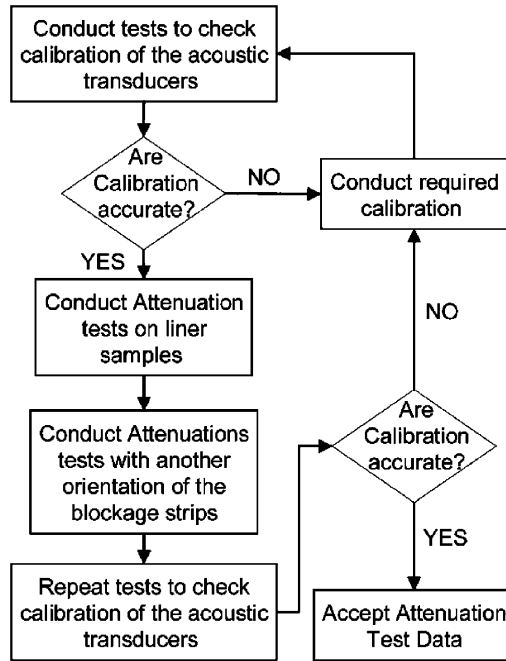 Conduct tests to check
calibration of the acoustic
transducers
Are
Calibration
accurate?
NO
Conduct required
calibration
YES
Conduct Attenuation
tests on liner
samples
NO
Conduct Attenuations
tests with another
orientation of the
blockage strips
Are
Calibration
accurate?
YES
Repeat tests to check
calibration of the acoustic
transducers
Accept Attenuation
Test Data